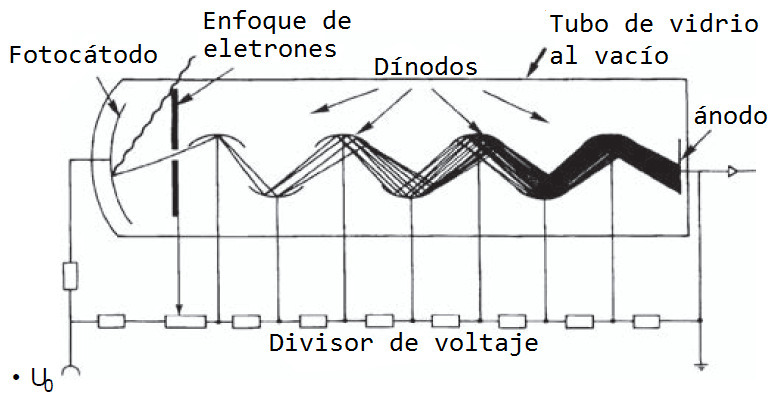 Enfoque de
eletrones
Fotocátodo
Dínodos
Tubo de vidrio
al vacío
ánodo
Divisor de voltaje
• U0